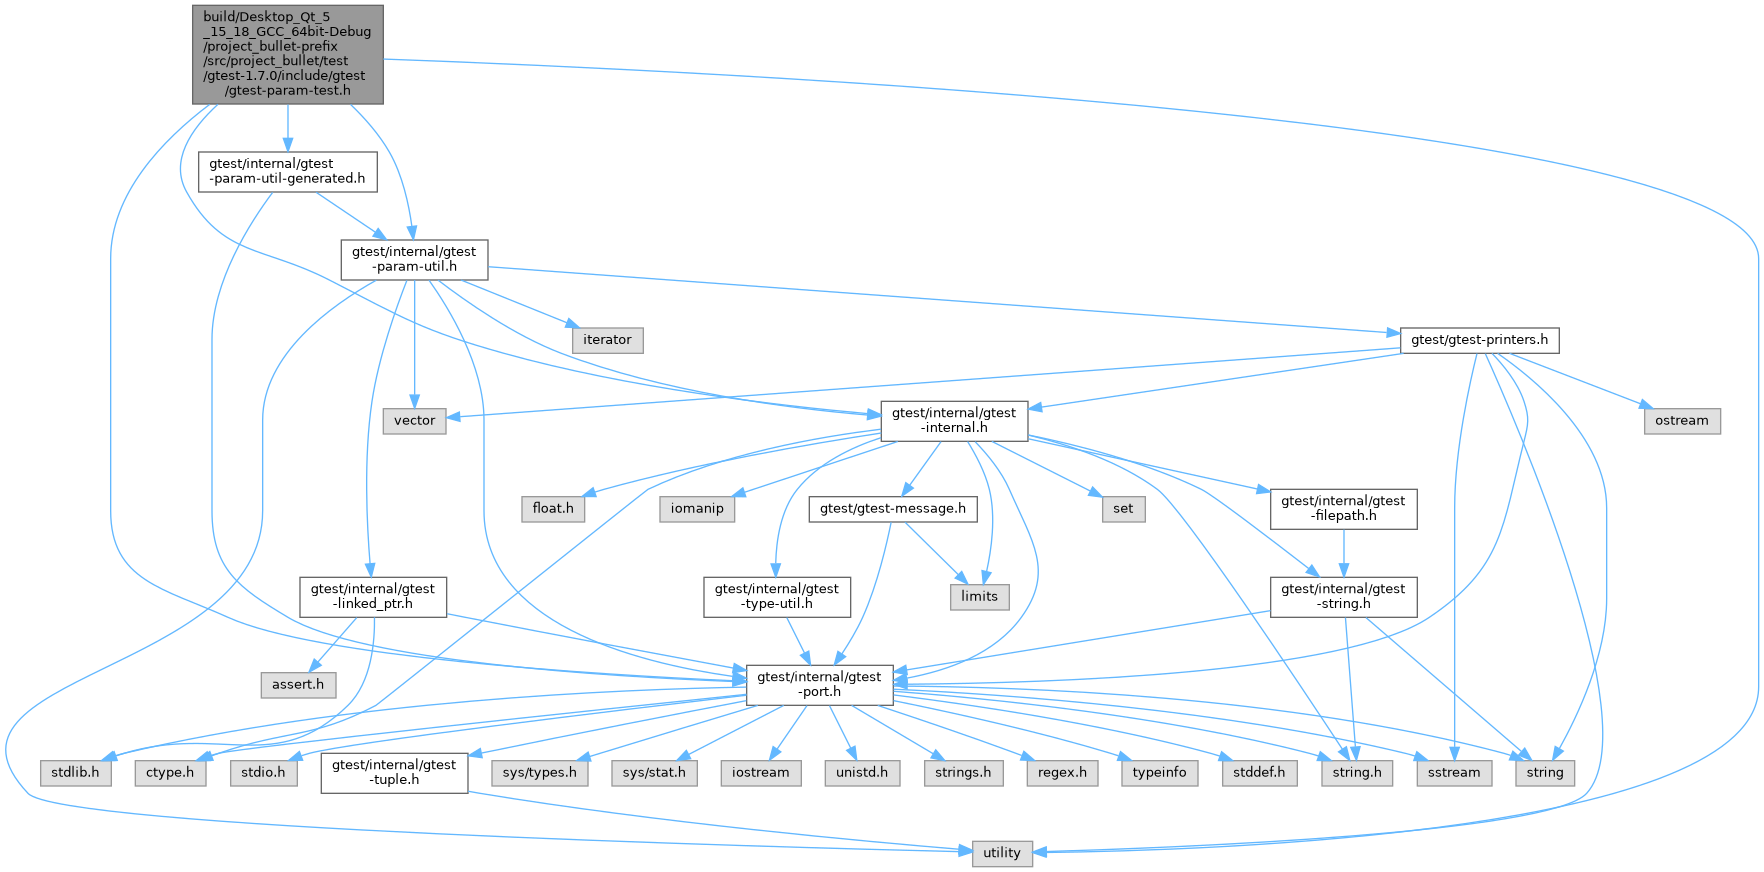 build/Desktop_Qt_5
_15_18_GCC_64bit-Debug
/project_bullet-prefix
/src/project_bullet/test
/gtest-1.7.0/include/gtest
/gtest-param-test.h
gtest/internal/gtest
-param-util-generated.h
gtest/internal/gtest
-param-util.h
iterator
gtest/gtest-printers.h
vector
gtest/internal/gtest
-internal.h
ostream
float.h
iomanip
gtest/gtest-message.h
set
gtest/internal/gtest
-filepath.h
gtest/internal/gtest
-linked_ptr.h
gtest/internal/gtest
-type-util.h
limits
gtest/internal/gtest
-string.h
assert.h
gtest/internal/gtest
-port.h
stdlib.h
ctype.h
stdio.h
gtest/internal/gtest
-tuple.h
sys/types.h
sys/stat.h
iostream
unistd.h
strings.h
regex.h
typeinfo
stddef.h
string.h
sstream
string
utility